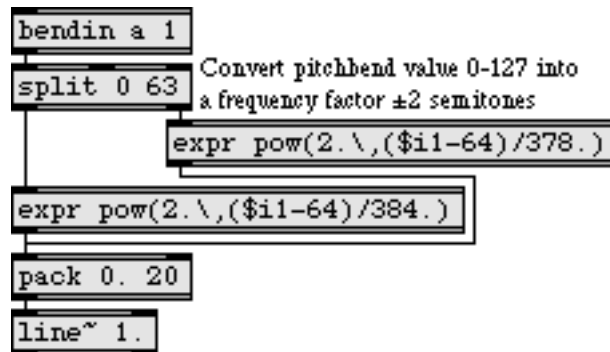 bendin a 1
split 0 63
Convert pitchbend value 0-127 into
a frequency factor ±2 semitones
expr pow(2.\,($i1-64)/378.)
expr pow(2.\,($i1-64)/384.)
pack 0. 20
line~ 1.